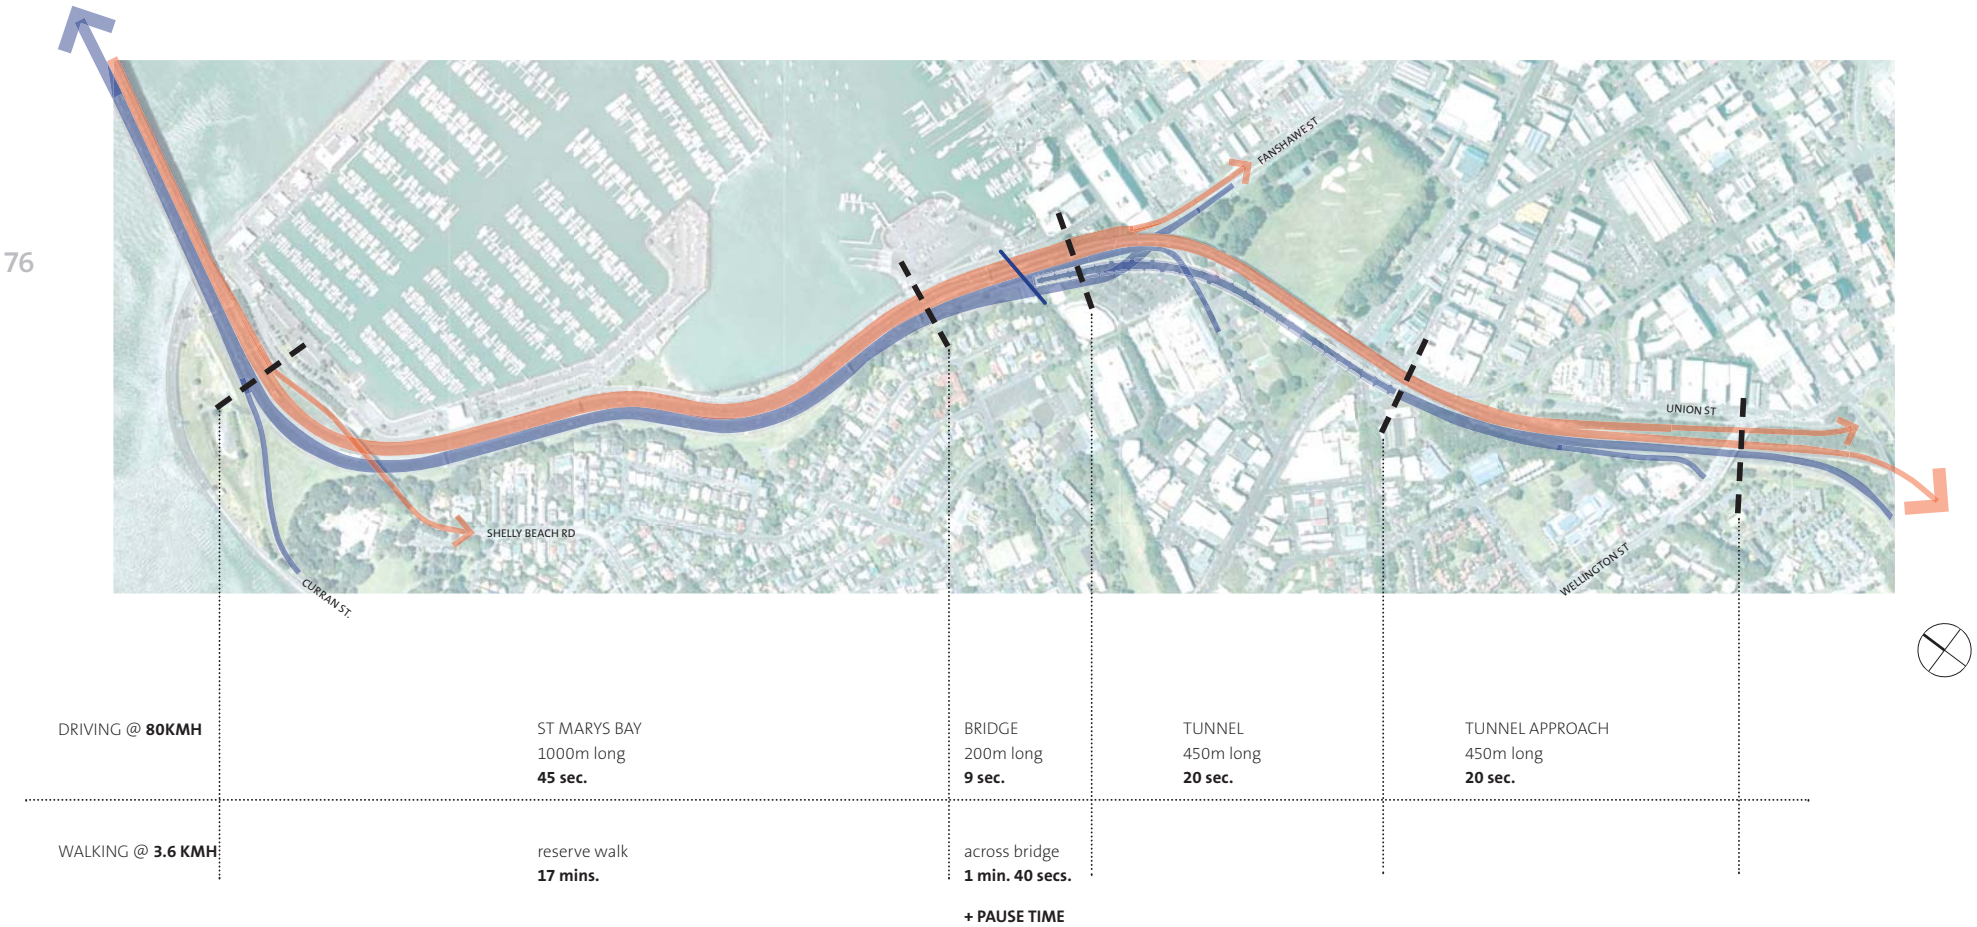 76
FANSHAWE ST
UNION ST
SHELLY BEACH RD
WELLINGTON ST
CURRAN ST.
DRIVING @ 80KMH
ST MARYS BAY
1000m long
45 sec.
BRIDGE
200m long
9 sec.
TUNNEL
450m long
20 sec.
TUNNEL APPROACH
450m long
20 sec.
WALKING @ 3.6 KMH
reserve walk
17 mins.
across bridge
1 min. 40 secs.
+ PAUSE TIME